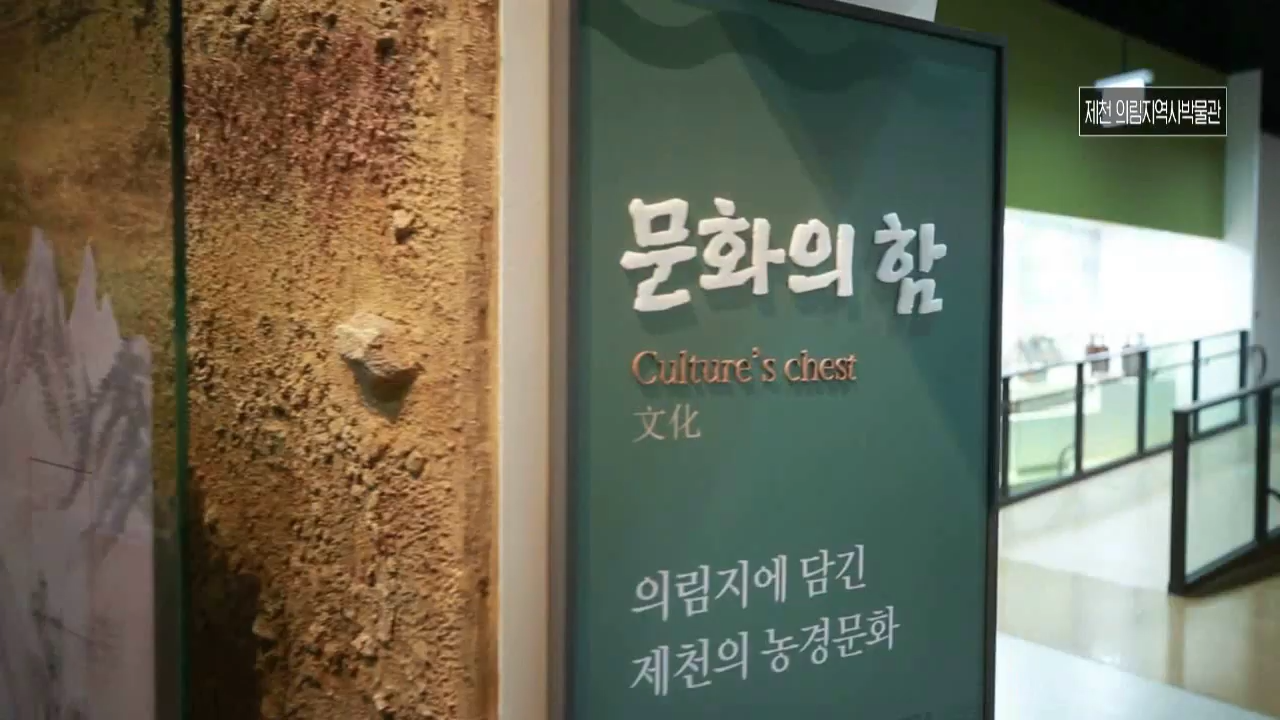 제천 의림지역사박물관
문화의 함
Culture's chest
文化
의림지에 담긴
제천의 농경문화